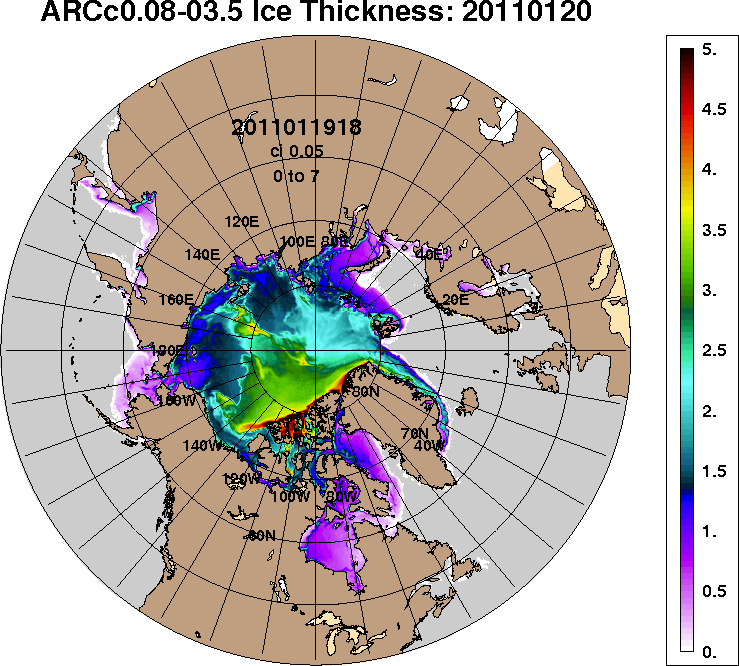 ARCc0.08-03.5 Ice Thickness: 20110120
2011011918
ci 0.05
0 to 7
120E
140E
100E
80E
40E
160E
20E
180E
160W
80N
70N
140W
40W
120W
100W
80W
60N
5.
4.5
4.
3.5
3.
2.5
2.
1.5
1.
0.5
0.